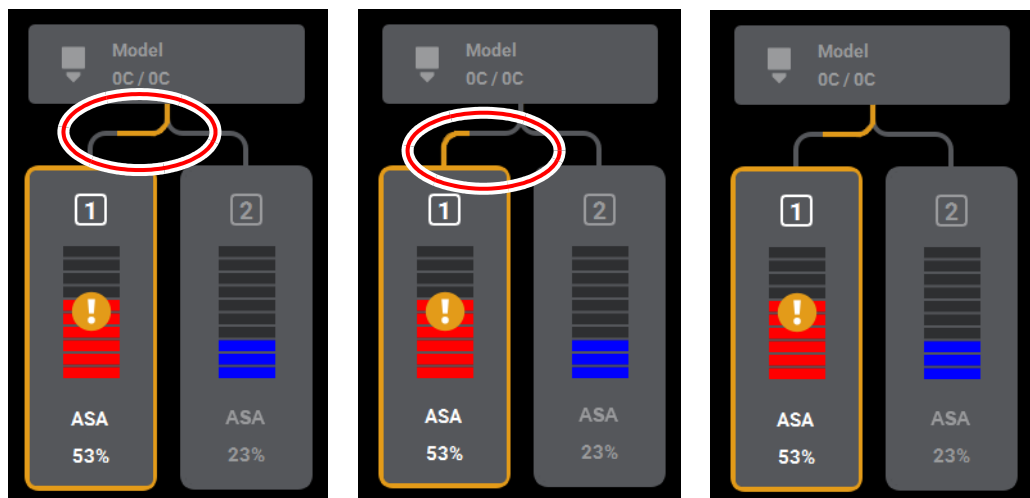 Model
0C / 0C
1
2
!
ASA
ASA
53%
23%
Model
0C / 0C
1
2
!
ASA
ASA
53%
23%
Model
0C / 0C
1
2
!
ASA
ASA
53%
23%